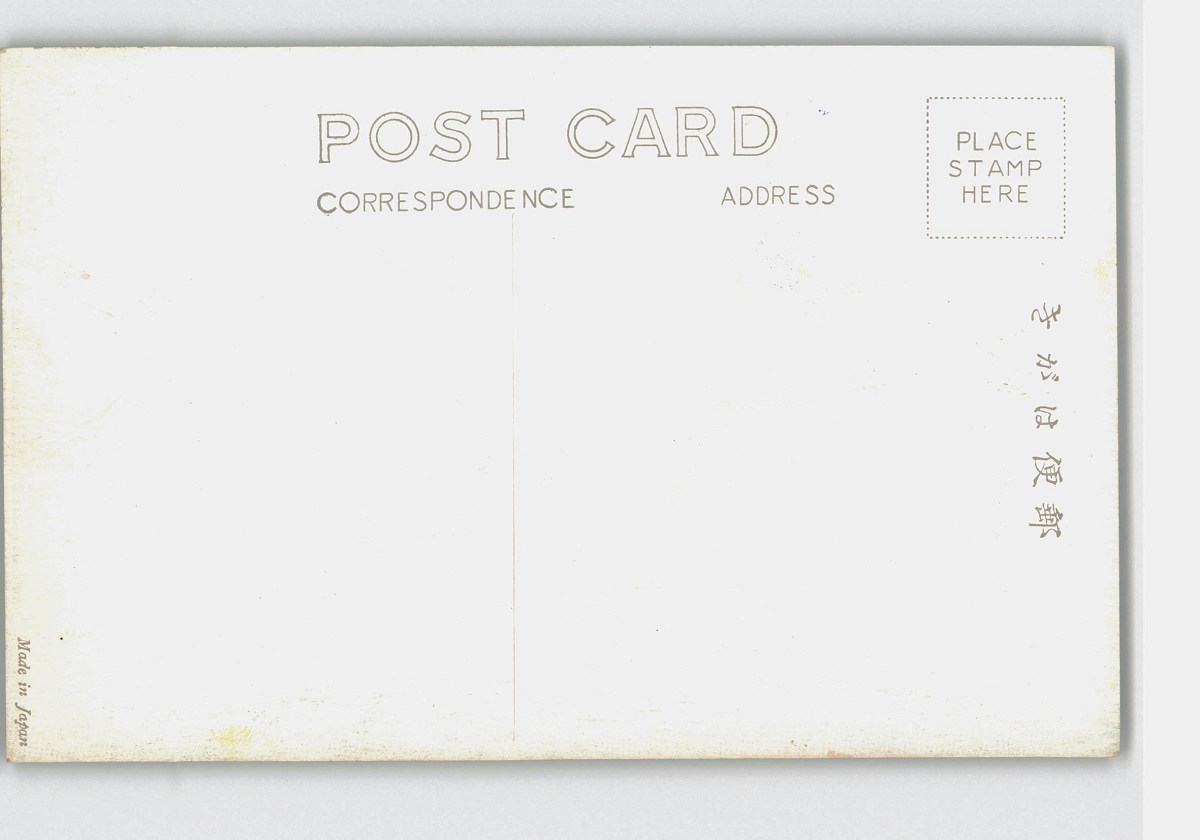 POST CARD
CORRESPONDENCE
ADDRESS
PLACE
STAMP
HERE
郵便はがき
Made in Japan